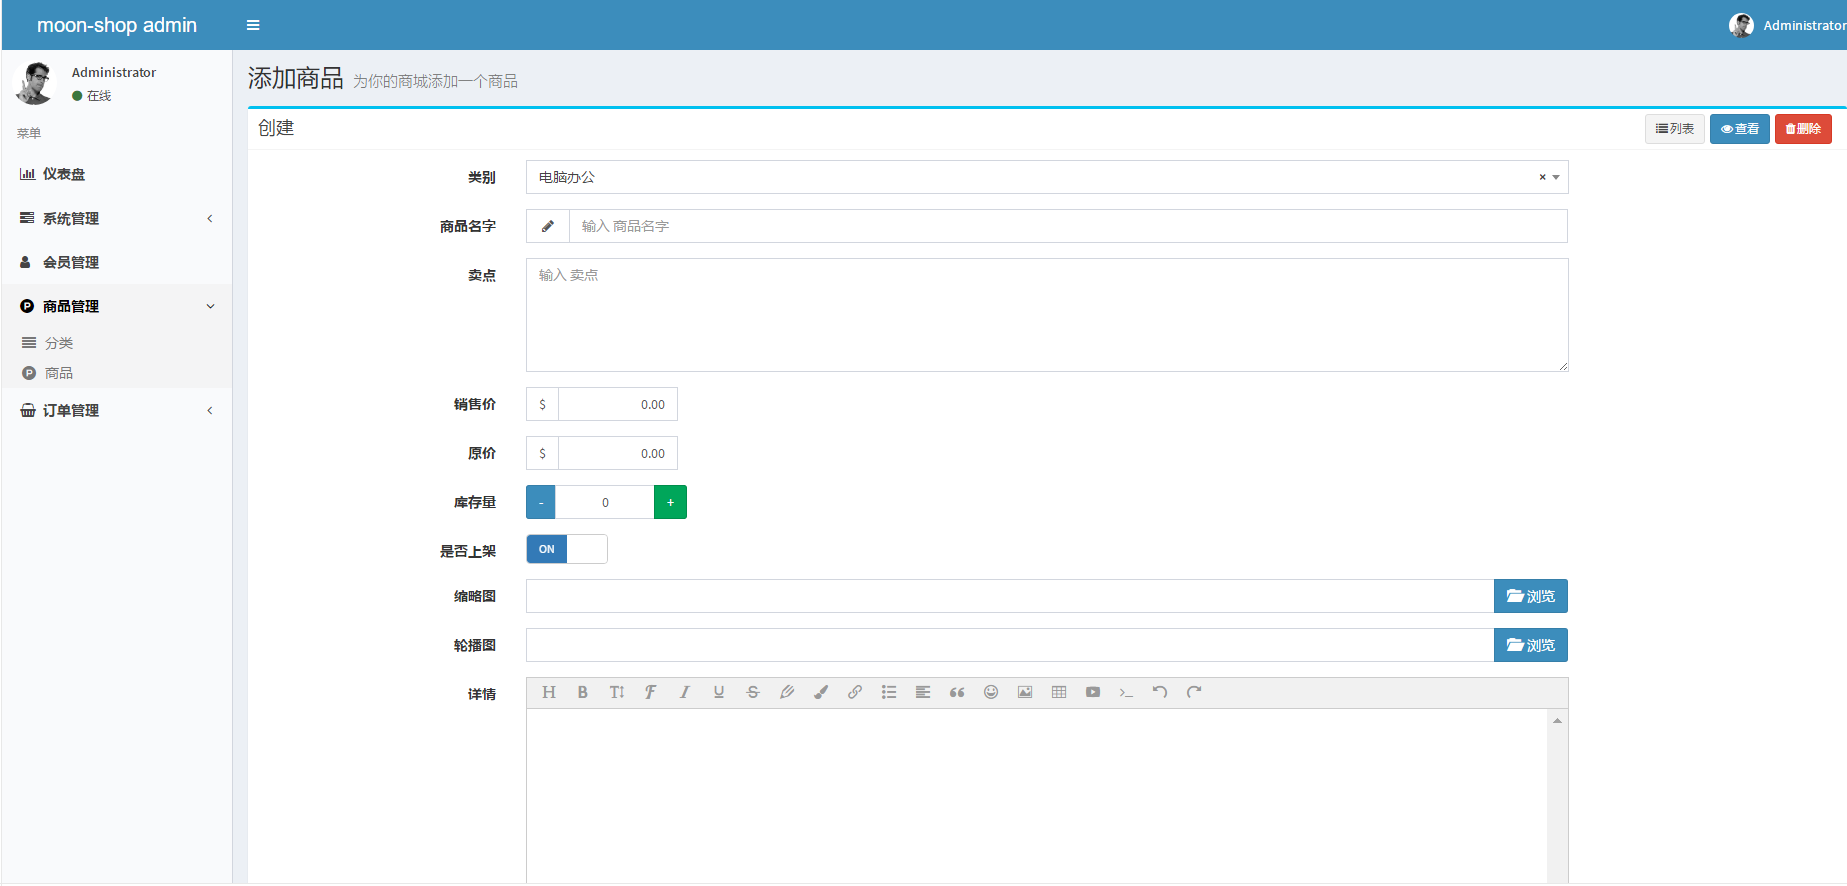 moon-shop admin
Administrator
Administrator
在线
菜单
仪表盘
系统管理
会员管理
商品管理
分类
商品
订单管理
添加商品 为你的商城添加一个商品
创建
列表 查看 删除
类别 电脑办公 ×
商品名字 输入 商品名字
卖点 输入 卖点
销售价 $ 0.00
原价 $ 0.00
库存量 - 0 +
是否上架 ON
缩略图 浏览
轮播图 浏览
详情